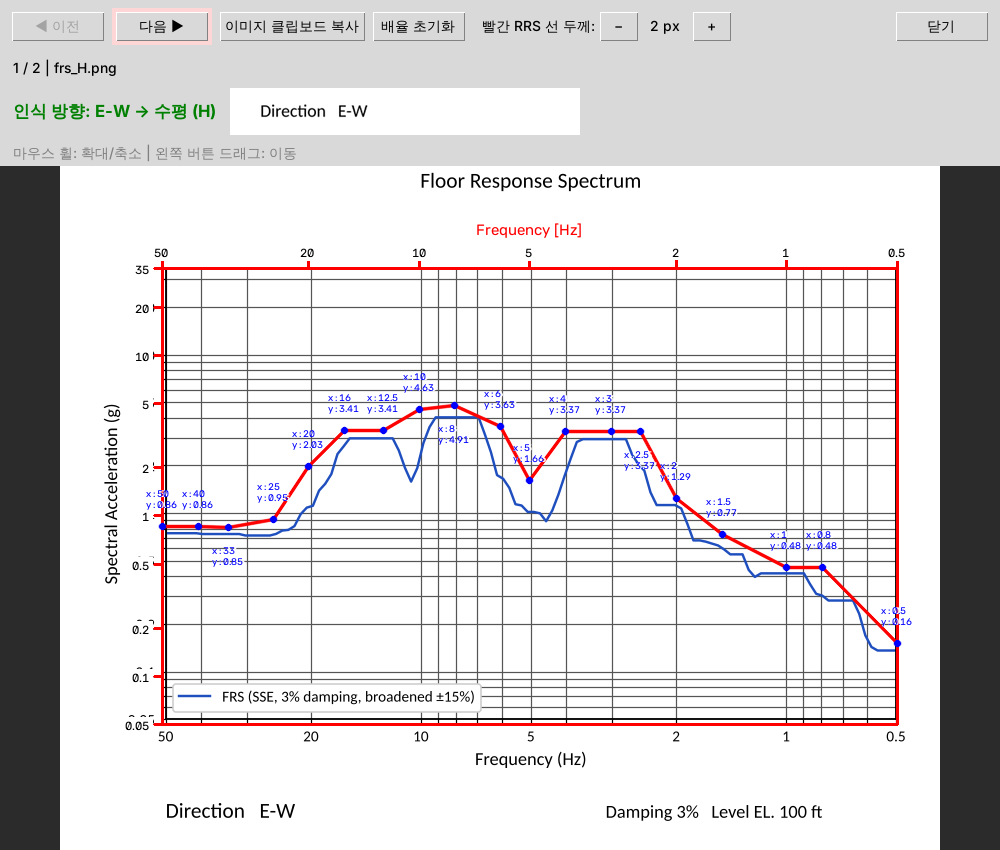 ◀ 이전 다음 ▶ 이미지 클립보드 복사 배율 초기화 빨간 RRS 선 두께: − 2 px + 닫기
1 / 2 | frs_H.png
인식 방향: E-W → 수평 (H) Direction E-W
마우스 휠: 확대/축소 | 왼쪽 버튼 드래그: 이동
Floor Response Spectrum
Frequency [Hz]
50 20 10 5 2 1 0.5
35
20
10
5
2
1
0.5
0.2
0.1
0.05
Spectral Acceleration (g)
x:50
y:0.86
x:40
y:0.86
x:33
y:0.85
x:25
y:0.95
x:20
y:2.03
x:16
y:3.41
x:12.5
y:3.41
x:10
y:4.63
x:8
y:4.91
x:6
y:3.63
x:5
y:1.66
x:4
y:3.37
x:3
y:3.37
x:2.5
y:3.37
x:2
y:1.29
x:1.5
y:0.77
x:1
y:0.48
x:0.8
y:0.48
x:0.5
y:0.16
FRS (SSE, 3% damping, broadened ±15%)
50 20 10 5 2 1 0.5
Frequency (Hz)
Direction E-W Damping 3% Level EL. 100 ft